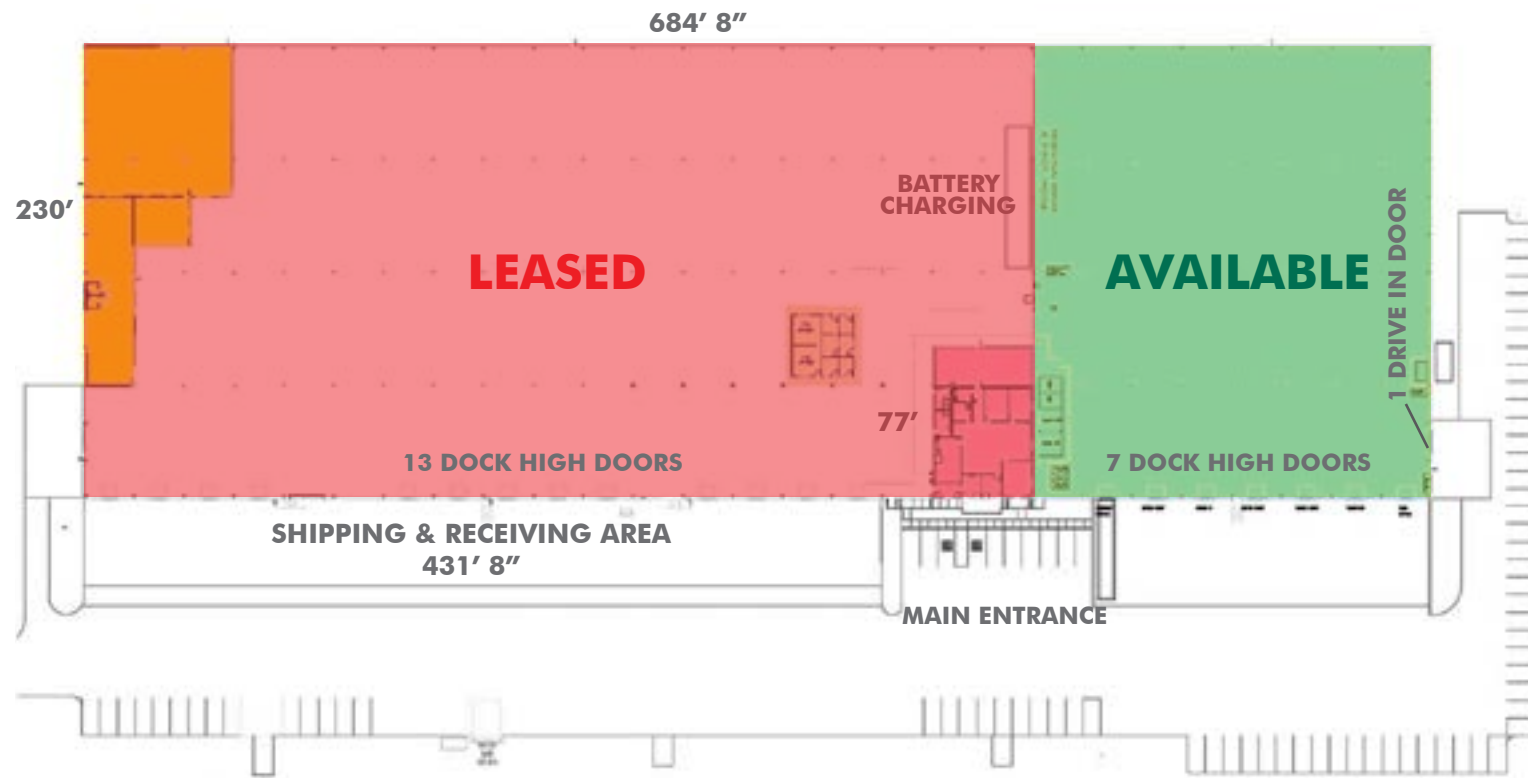 684’ 8”
230’
BATTERY
CHARGING
LEASED
AVAILABLE
1 DRIVE IN DOOR
77’
13 DOCK HIGH DOORS
7 DOCK HIGH DOORS
SHIPPING & RECEIVING AREA
431’ 8”
MAIN ENTRANCE